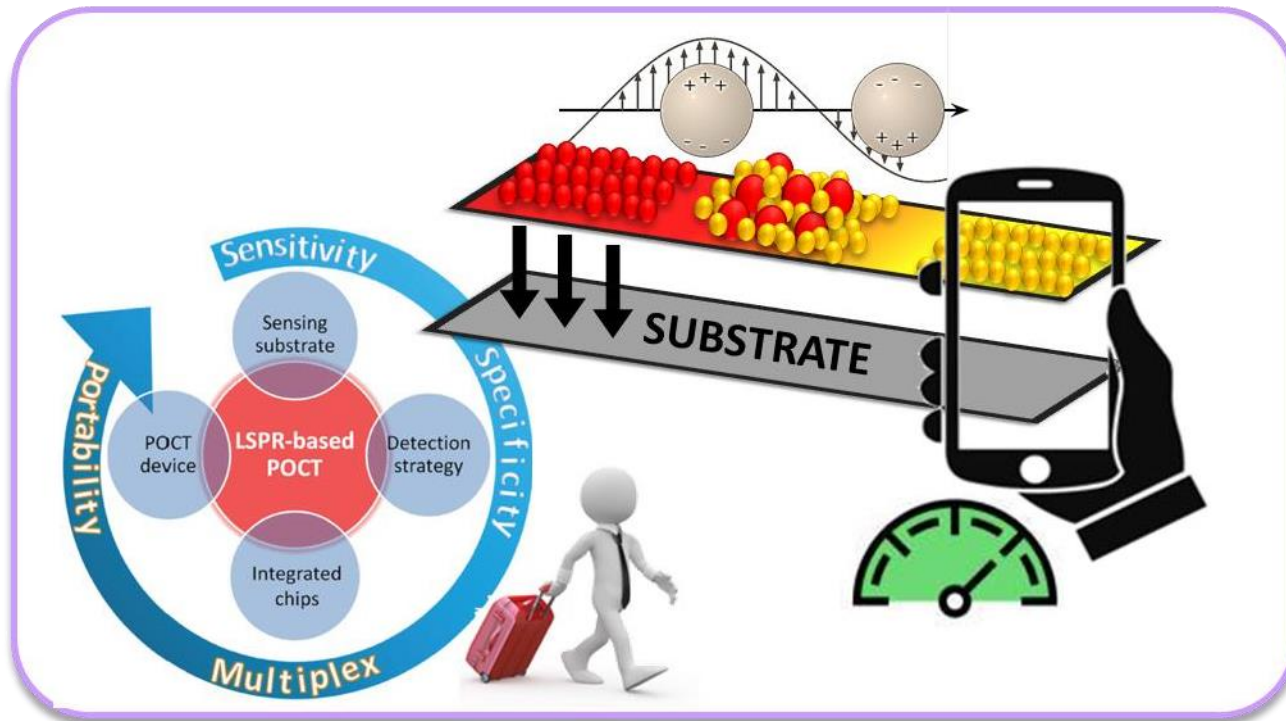 Sensitivity
Specificity
Multiplex
Portability
Sensing
substrate
POCT
device
LSPR-based
POCT
Detection
strategy
Integrated
chips
+ + +
- - -
- - -
+ + +
SUBSTRATE